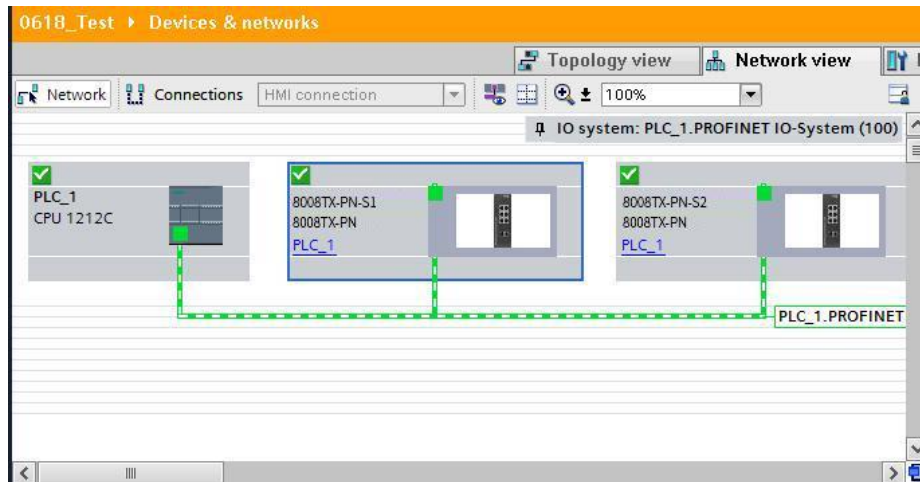 0618_Test ▸ Devices & networks
Topology view
Network view
Network
Connections
HMI connection
100%
IO system: PLC_1.PROFINET IO-System (100)
PLC_1
CPU 1212C
8008TX-PN-S1
8008TX-PN
PLC_1
8008TX-PN-S2
8008TX-PN
PLC_1
PLC_1.PROFINET